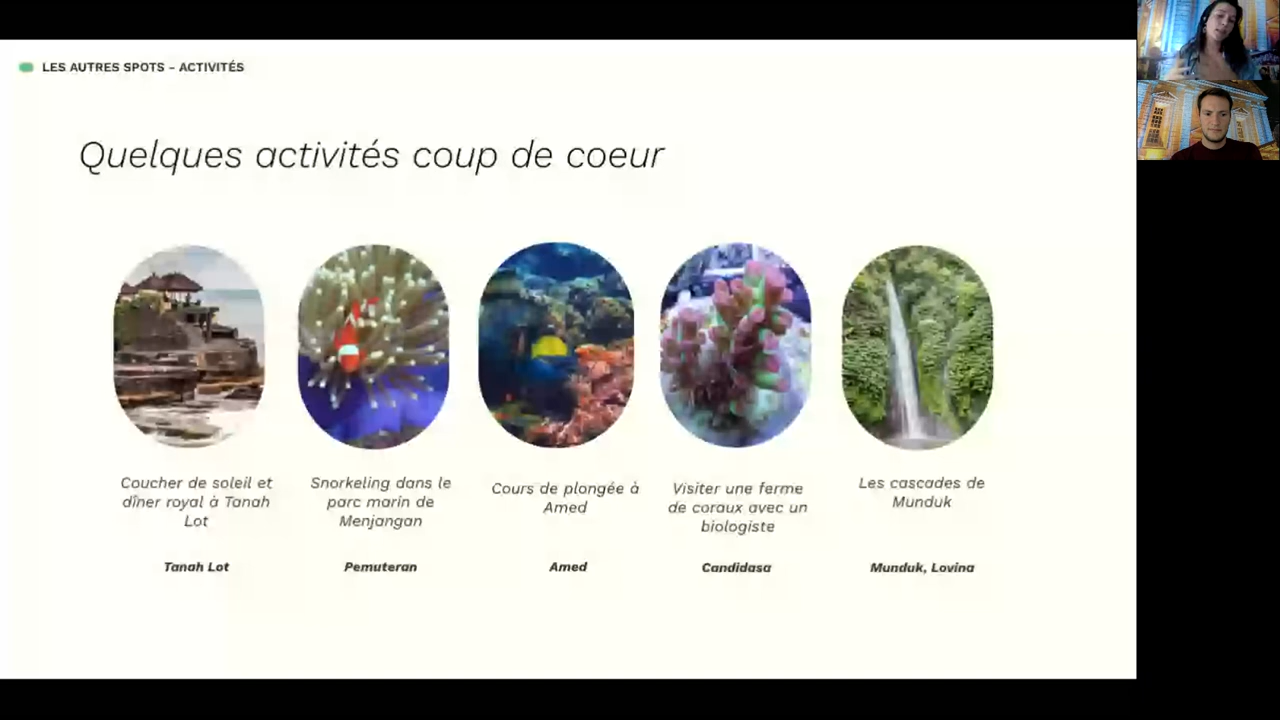 LES AUTRES SPOTS – ACTIVITÉS
Quelques activités coup de coeur
Coucher de soleil et
dîner royal à Tanah
Lot
Tanah Lot
Snorkeling dans le
parc marin de
Menjangan
Pemuteran
Cours de plongée à
Amed
Amed
Visiter une ferme
de coraux avec un
biologiste
Candidasa
Les cascades de
Munduk
Munduk, Lovina